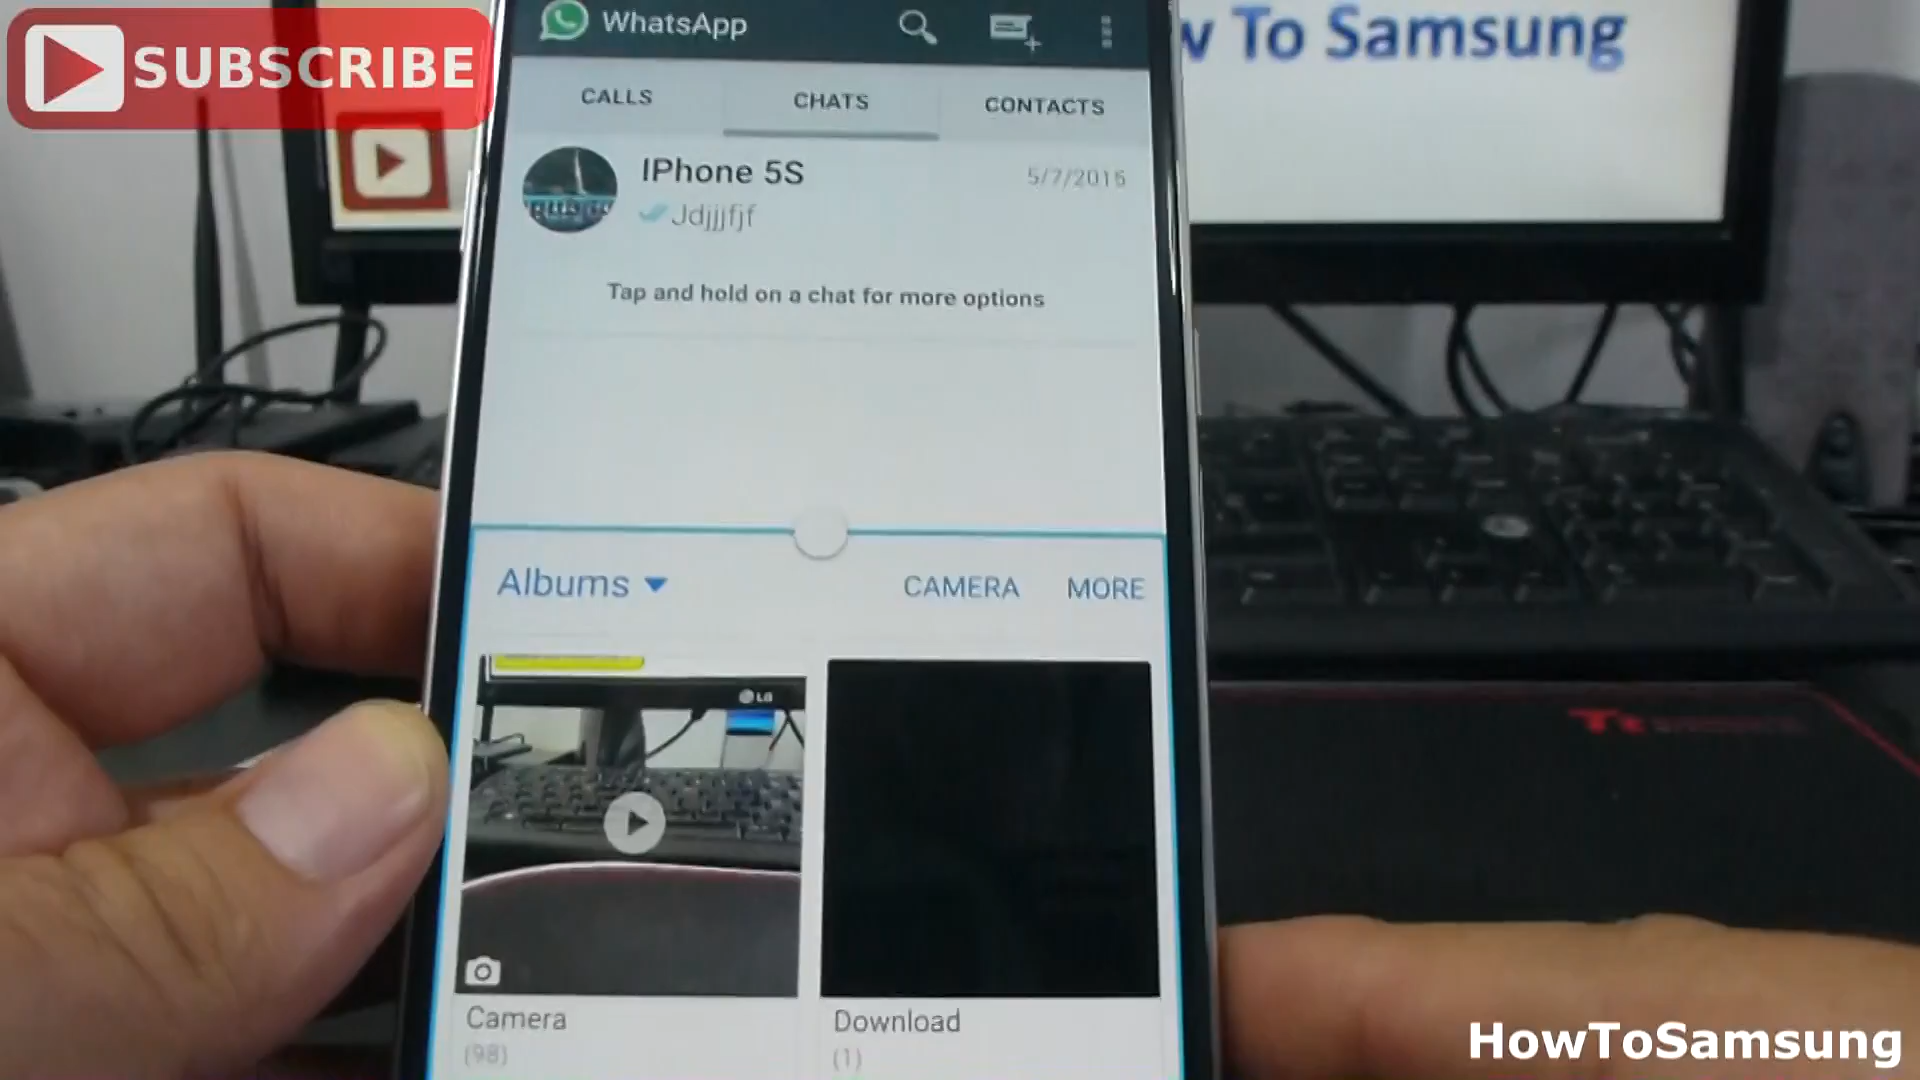 SUBSCRIBE
WhatsApp
To Samsung
CALLS
CHATS
CONTACTS
IPhone 5S
5/7/2015
Jdjjjfjf
Tap and hold on a chat for more options
Albums
CAMERA
MORE
LG
Camera
(98)
Download
(1)
HowToSamsung